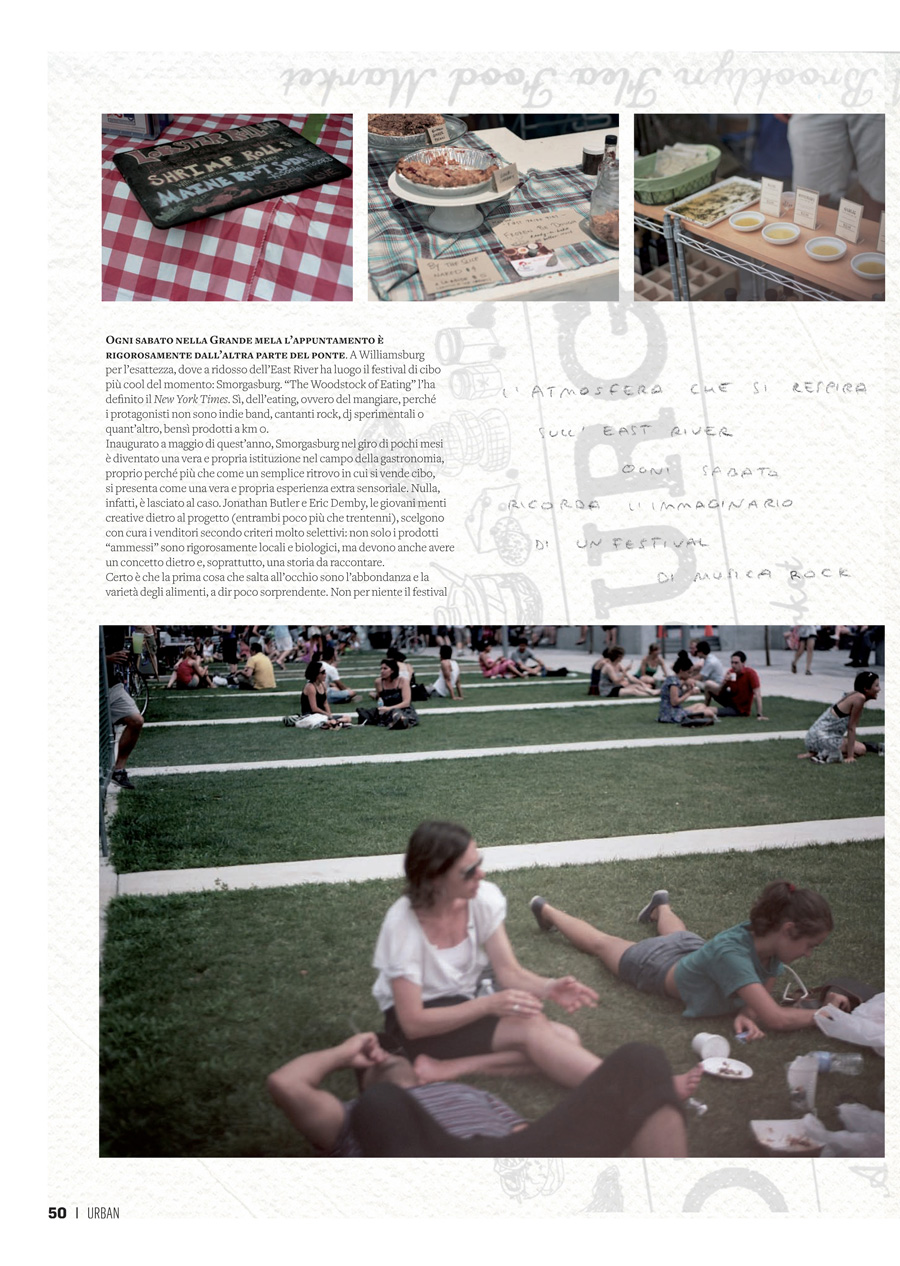 Brooklyn Flea Food Market
LOBSTER ROLLS
SHRIMP ROLLS
MAINE ROOT SODA
BY THE SLICE
OGNI SABATO NELLA GRANDE MELA L'APPUNTAMENTO È
RIGOROSAMENTE DALL'ALTRA PARTE DEL PONTE. A Williamsburg
per l'esattezza, dove a ridosso dell'East River ha luogo il festival di cibo
più cool del momento: Smorgasburg. “The Woodstock of Eating” l'ha
definito il New York Times. Sì, dell'eating, ovvero del mangiare, perché
i protagonisti non sono indie band, cantanti rock, dj sperimentali o
quant'altro, bensì prodotti a km 0.
Inaugurato a maggio di quest'anno, Smorgasburg nel giro di pochi mesi
è diventato una vera e propria istituzione nel campo della gastronomia,
proprio perché più che come un semplice ritrovo in cui si vende cibo,
si presenta come una vera e propria esperienza extra sensoriale. Nulla,
infatti, è lasciato al caso. Jonathan Butler e Eric Demby, le giovani menti
creative dietro al progetto (entrambi poco più che trentenni), scelgono
con cura i venditori secondo criteri molto selettivi: non solo i prodotti
“ammessi” sono rigorosamente locali e biologici, ma devono anche avere
un concetto dietro e, soprattutto, una storia da raccontare.
Certo è che la prima cosa che salta all'occhio sono l'abbondanza e la
varietà degli alimenti, a dir poco sorprendente. Non per niente il festival
L'ATMOSFERA CHE SI RESPIRA
SULL' EAST RIVER
OGNI SABATO
RICORDA L'IMMAGINARIO
DI UN FESTIVAL
DI MUSICA ROCK
URG
50 | URBAN